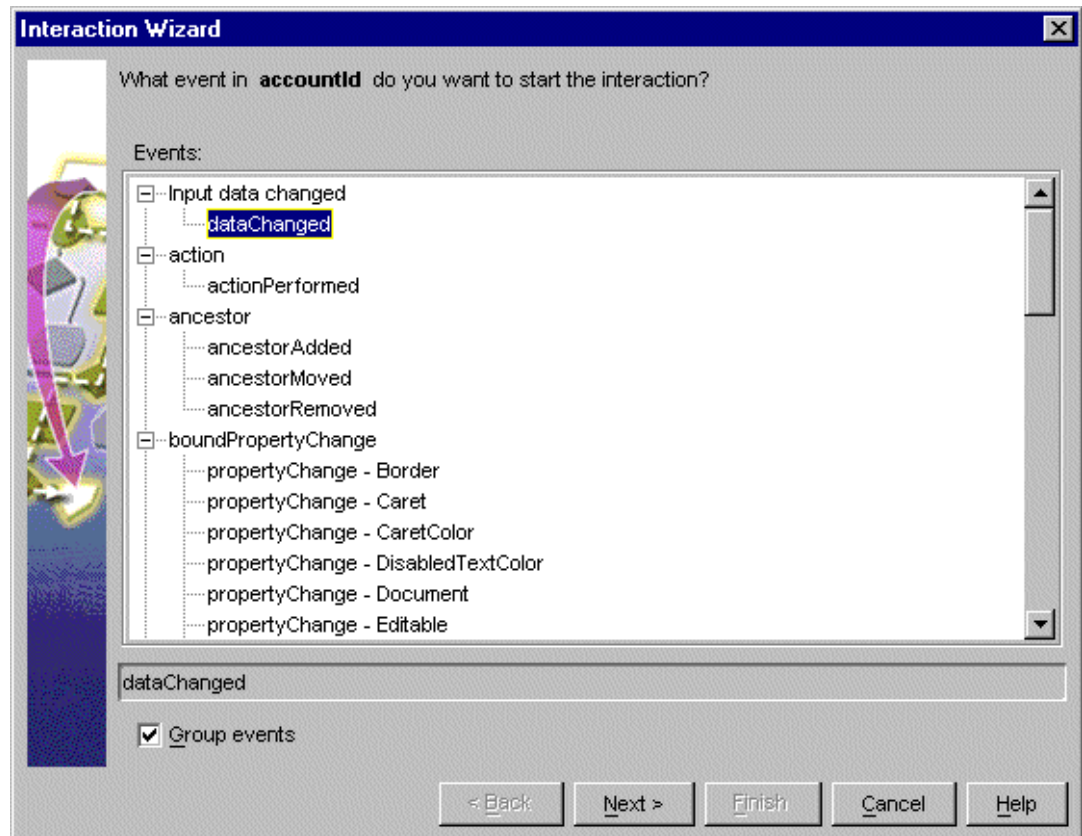 Interaction Wizard
What event in accountId do you want to start the interaction?
Events:
Input data changed
dataChanged
action
actionPerformed
ancestor
ancestorAdded
ancestorMoved
ancestorRemoved
boundPropertyChange
propertyChange - Border
propertyChange - Caret
propertyChange - CaretColor
propertyChange - DisabledTextColor
propertyChange - Document
propertyChange - Editable
dataChanged
Group events
< Back Next > Finish Cancel Help